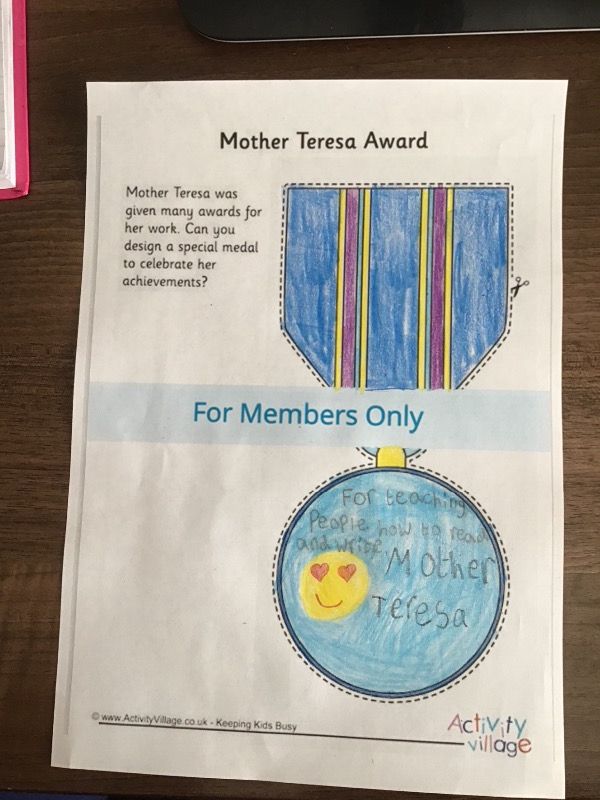 Mother Teresa Award
Mother Teresa was
given many awards for
her work. Can you
design a special medal
to celebrate her
achievements?
For Members Only
For teaching
People how to read
and write
Mother
Teresa
© www.ActivityVillage.co.uk - Keeping Kids Busy
Activity
village